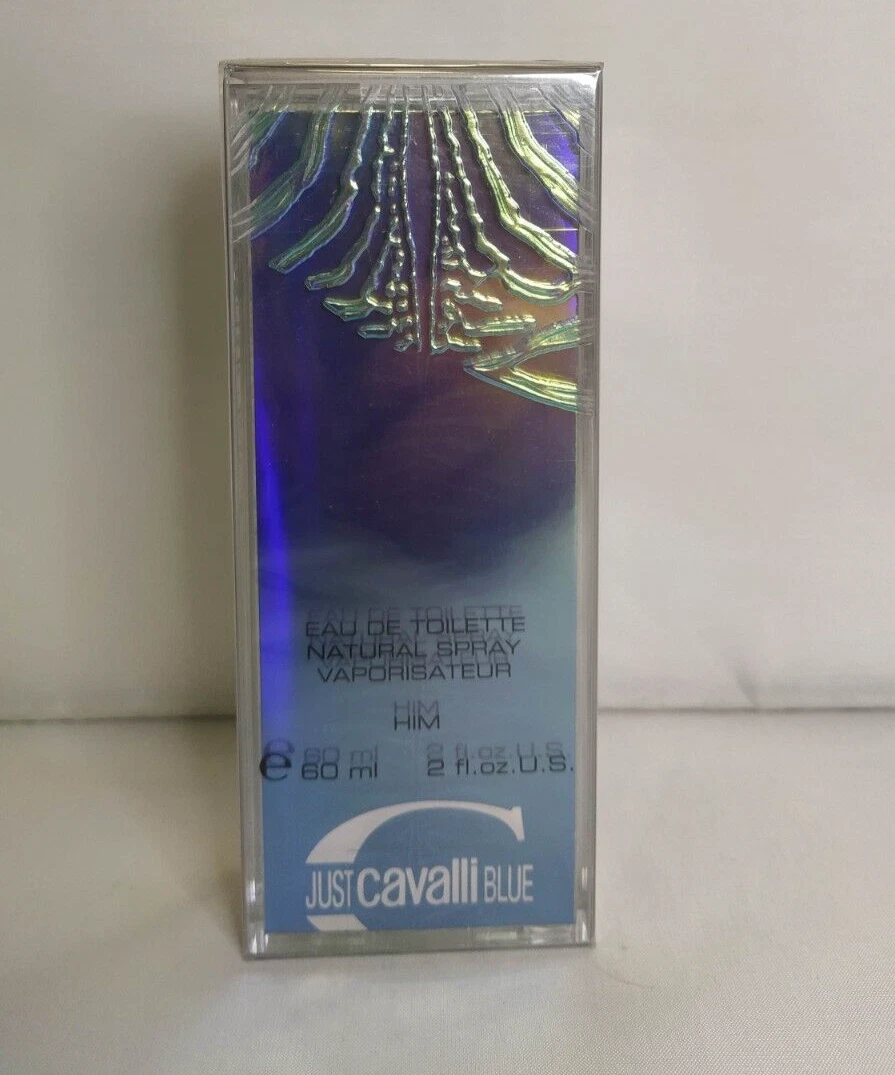 EAU DE TOILETTE
NATURAL SPRAY
VAPORISATEUR
HIM
e 60 ml 2 fl.oz.U.S.
JUST cavalli BLUE